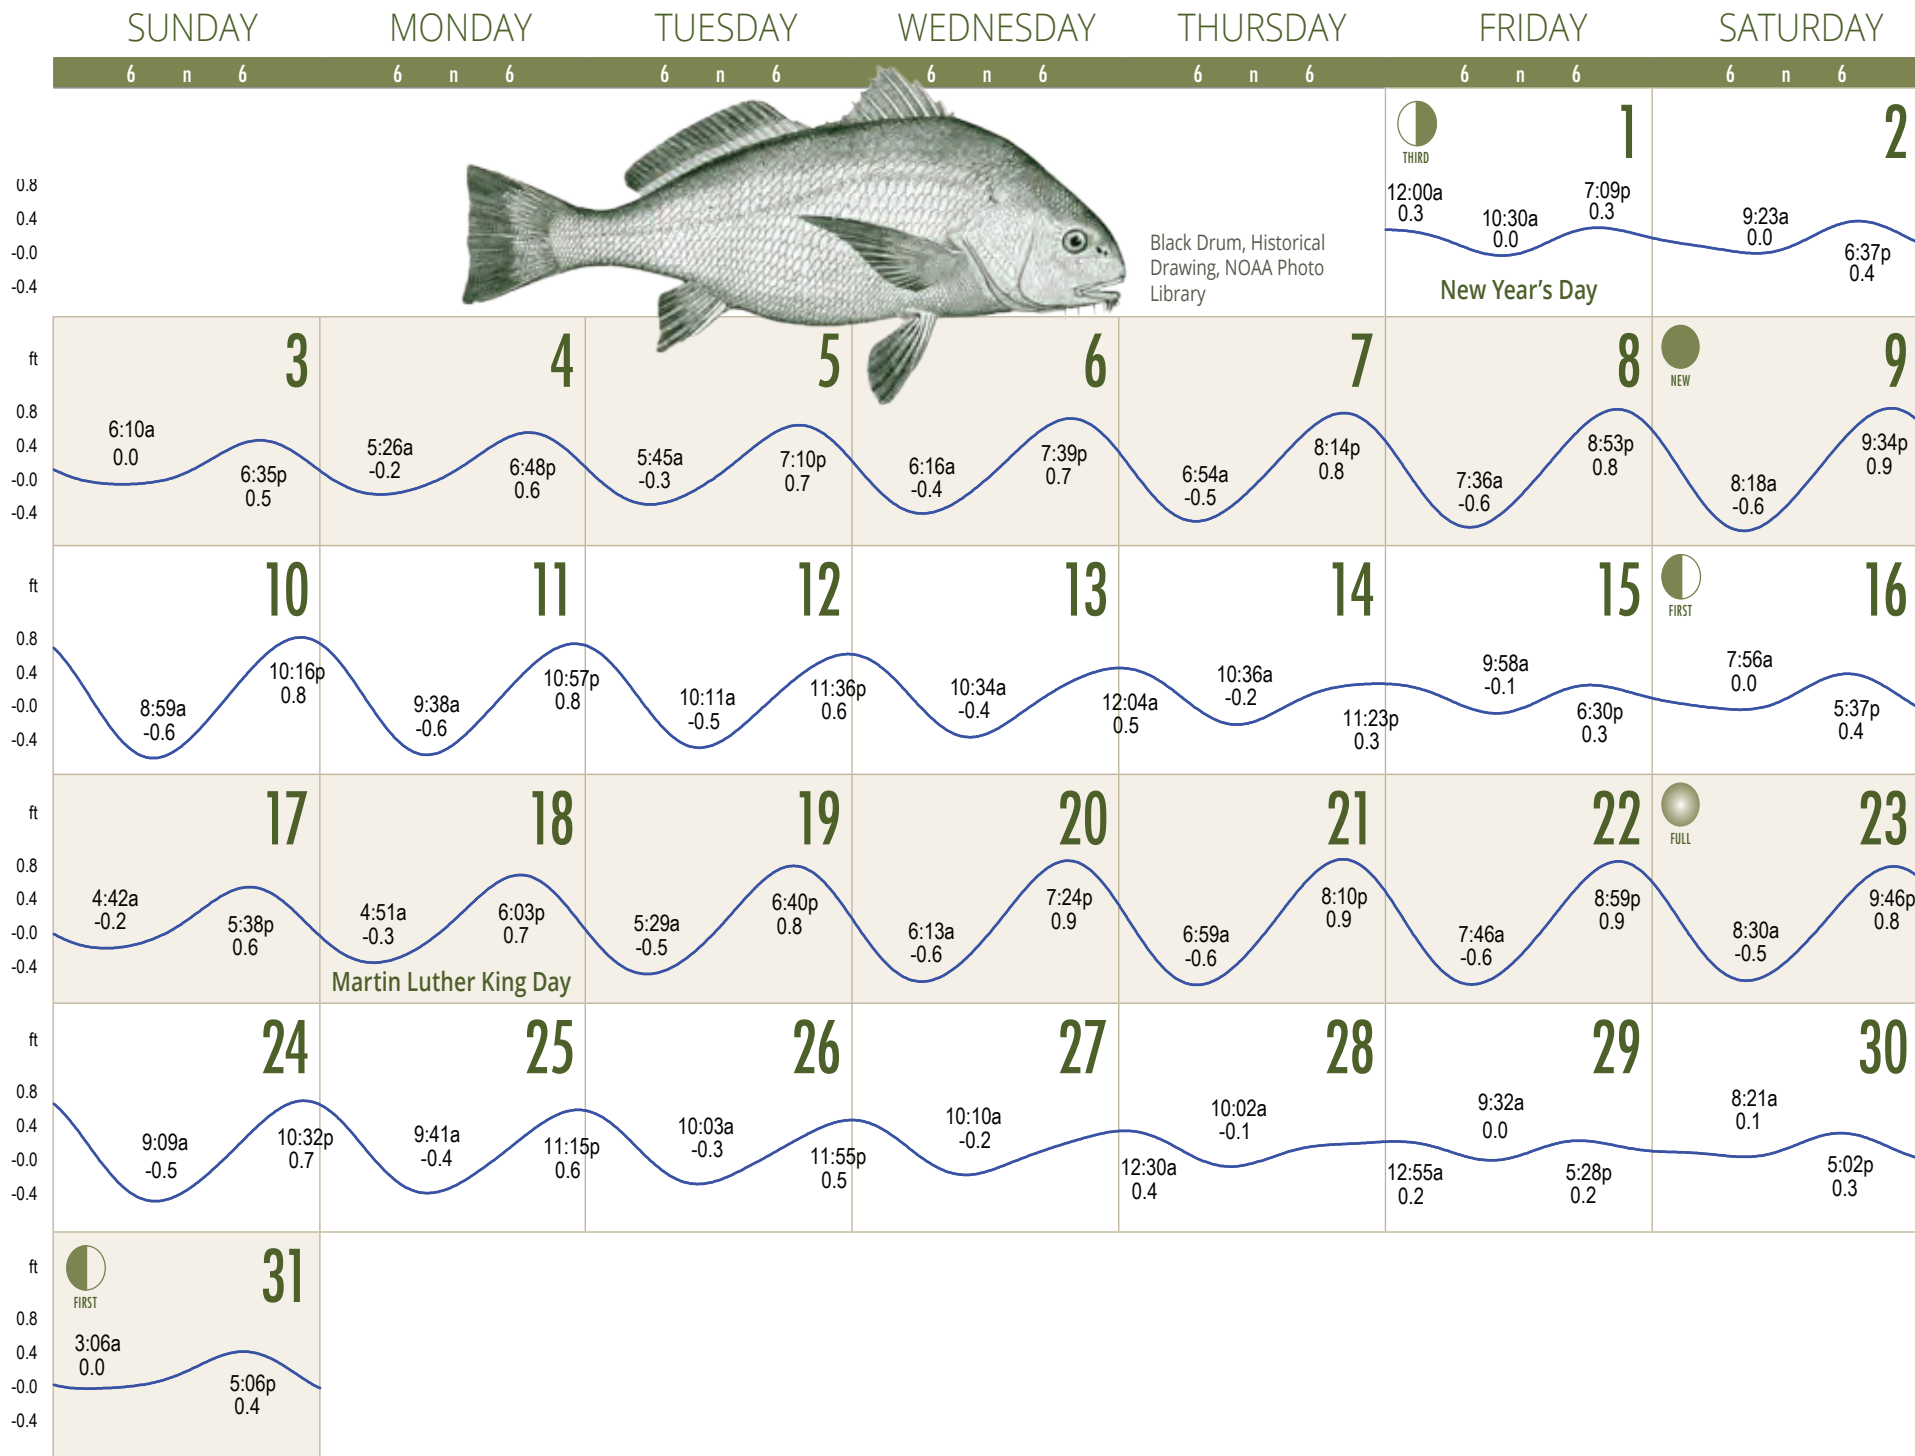 SUNDAY MONDAY TUESDAY WEDNESDAY THURSDAY FRIDAY SATURDAY
6 n 6 6 n 6 6 n 6 6 n 6 6 n 6 6 n 6 6 n 6
THIRD
1
2
0.8
0.4
-0.0
-0.4
Black Drum, Historical
Drawing, NOAA Photo
Library
12:00a
0.3
10:30a
0.0
7:09p
0.3
New Year's Day
9:23a
0.0
6:37p
0.4
ft
0.8
0.4
-0.0
-0.4
3
6:10a
0.0
6:35p
0.5
4
5:26a
-0.2
6:48p
0.6
5
5:45a
-0.3
7:10p
0.7
6
6:16a
-0.4
7:39p
0.7
7
6:54a
-0.5
8:14p
0.8
8
7:36a
-0.6
8:53p
0.8
NEW
9
8:18a
-0.6
9:34p
0.9
ft
0.8
0.4
-0.0
-0.4
10
8:59a
-0.6
10:16p
0.8
11
9:38a
-0.6
10:57p
0.8
12
10:11a
-0.5
11:36p
0.6
13
10:34a
-0.4
12:04a
0.5
14
10:36a
-0.2
11:23p
0.3
15
9:58a
-0.1
6:30p
0.3
FIRST
16
7:56a
0.0
5:37p
0.4
ft
0.8
0.4
-0.0
-0.4
17
4:42a
-0.2
5:38p
0.6
18
4:51a
-0.3
6:03p
0.7
Martin Luther King Day
19
5:29a
-0.5
6:40p
0.8
20
6:13a
-0.6
7:24p
0.9
21
6:59a
-0.6
8:10p
0.9
22
7:46a
-0.6
8:59p
0.9
FULL
23
8:30a
-0.5
9:46p
0.8
ft
0.8
0.4
-0.0
-0.4
24
9:09a
-0.5
10:32p
0.7
25
9:41a
-0.4
11:15p
0.6
26
10:03a
-0.3
11:55p
0.5
27
10:10a
-0.2
28
12:30a
0.4
10:02a
-0.1
29
12:55a
0.2
9:32a
0.0
5:28p
0.2
30
8:21a
0.1
5:02p
0.3
ft
0.8
0.4
-0.0
-0.4
FIRST
31
3:06a
0.0
5:06p
0.4